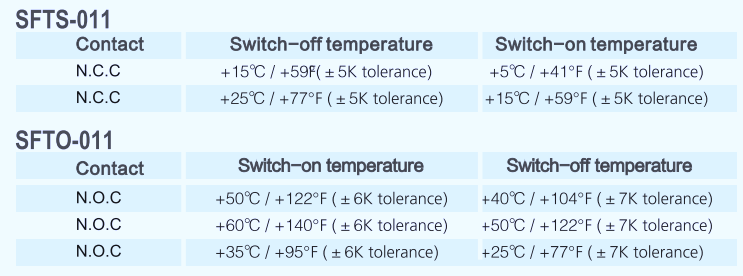 SFTS-011
Contact Switch-off temperature Switch-on temperature
N.C.C +15℃ / +59℉(±5K tolerance) +5℃ / +41°F (±5K tolerance)
N.C.C +25℃ / +77°F (±5K tolerance) +15℃ / +59°F (±5K tolerance)
SFTO-011
Contact Switch-on temperature Switch-off temperature
N.O.C +50℃ / +122°F (±6K tolerance) +40℃ / +104°F (±7K tolerance)
N.O.C +60℃ / +140°F (±6K tolerance) +50℃ / +122°F (±7K tolerance)
N.O.C +35℃ / +95°F (±6K tolerance) +25℃ / +77°F (±7K tolerance)